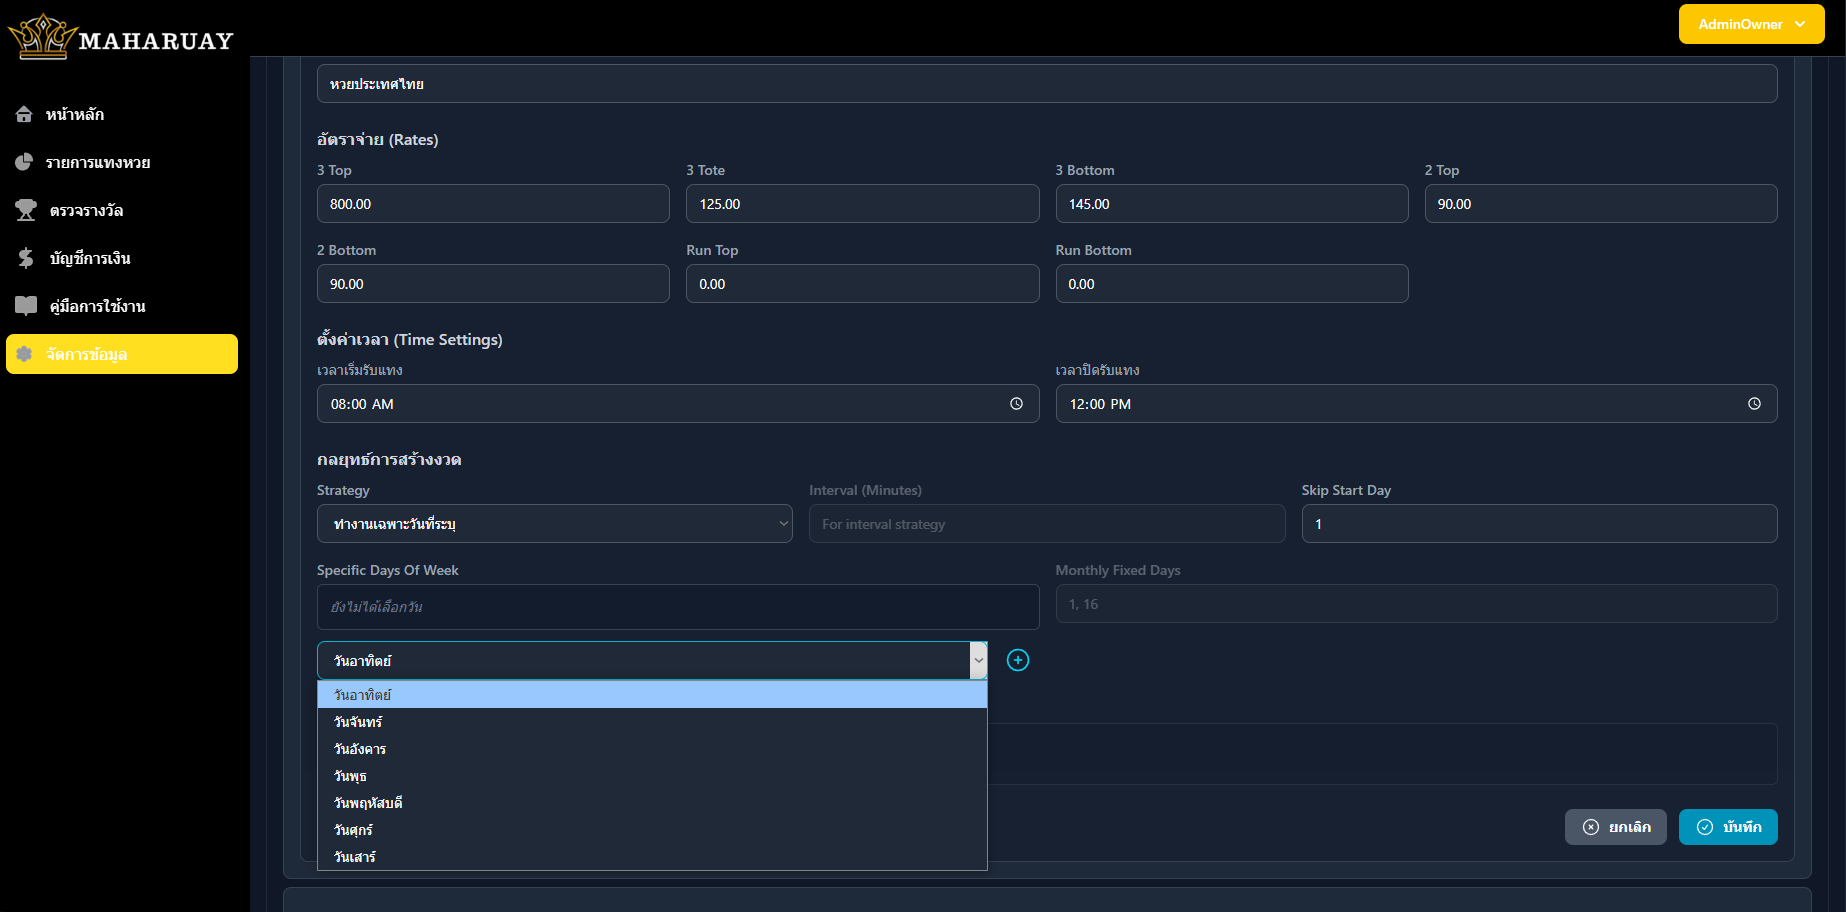 MAHARUAY
AdminOwner
หน้าหลัก
รายการแทงหวย
ตรวจรางวัล
บัญชีการเงิน
คู่มือการใช้งาน
จัดการข้อมูล
หวยประเทศไทย
อัตราจ่าย (Rates)
3 Top
3 Tote
3 Bottom
2 Top
800.00
125.00
145.00
90.00
2 Bottom
Run Top
Run Bottom
90.00
0.00
0.00
ตั้งค่าเวลา (Time Settings)
เวลาเริ่มรับแทง
เวลาปิดรับแทง
08:00 AM
12:00 PM
กลยุทธ์การสร้างงวด
Strategy
Interval (Minutes)
Skip Start Day
ทำงานเฉพาะวันที่ระบุ
For interval strategy
1
Specific Days Of Week
Monthly Fixed Days
ยังไม่ได้เลือกวัน
1, 16
วันอาทิตย์
วันอาทิตย์
วันจันทร์
วันอังคาร
วันพุธ
วันพฤหัสบดี
วันศุกร์
วันเสาร์
ยกเลิก
บันทึก